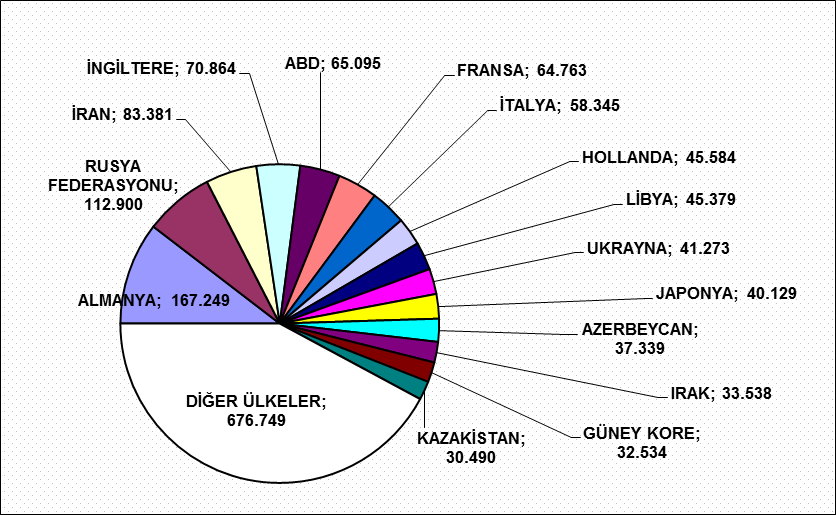 İNGİLTERE; 70.864
ABD; 65.095
FRANSA; 64.763
İTALYA; 58.345
İRAN; 83.381
HOLLANDA; 45.584
RUSYA
FEDERASYONU;
112.900
LİBYA; 45.379
UKRAYNA; 41.273
JAPONYA; 40.129
ALMANYA; 167.249
AZERBEYCAN;
37.339
IRAK; 33.538
DİĞER ÜLKELER;
676.749
GÜNEY KORE;
32.534
KAZAKİSTAN;
30.490